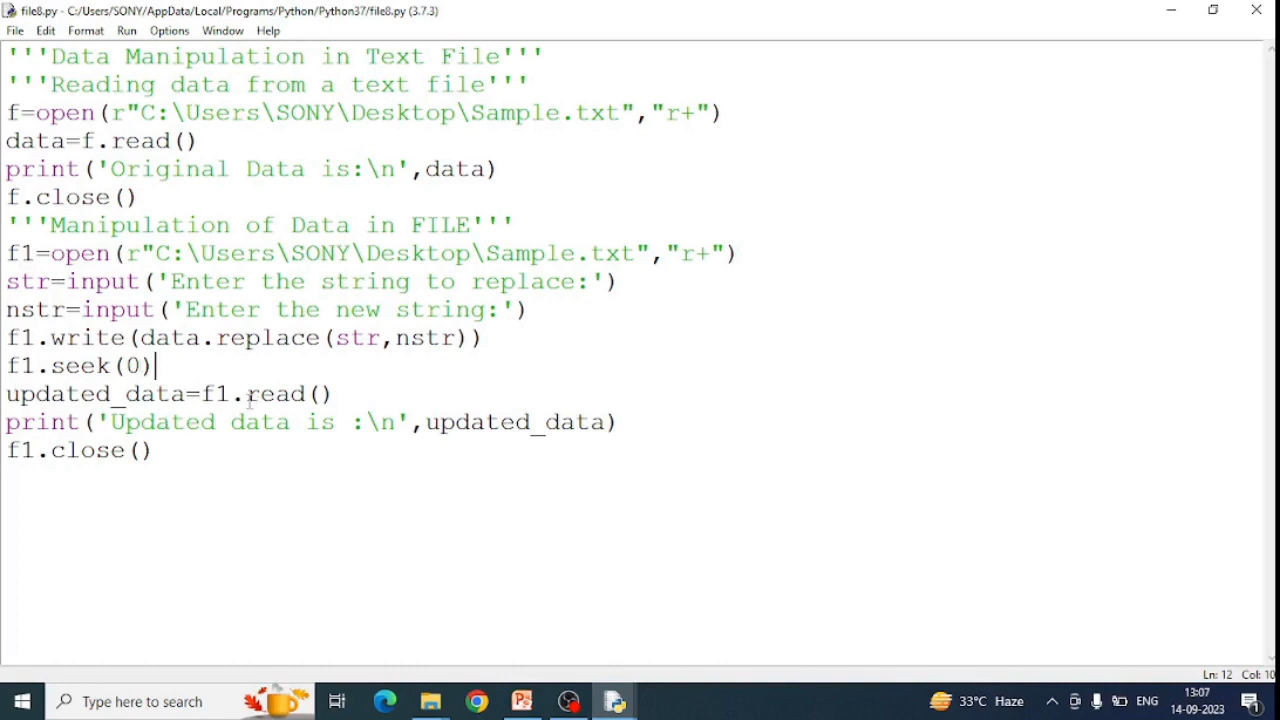 file8.py - C:/Users/SONY/AppData/Local/Programs/Python/Python37/file8.py (3.7.3)
File Edit Format Run Options Window Help
'''Data Manipulation in Text File'''
'''Reading data from a text file'''
f=open(r"C:\Users\SONY\Desktop\Sample.txt","r+")
data=f.read()
print('Original Data is:\n',data)
f.close()
'''Manipulation of Data in FILE'''
f1=open(r"C:\Users\SONY\Desktop\Sample.txt","r+")
str=input('Enter the string to replace:')
nstr=input('Enter the new string:')
f1.write(data.replace(str,nstr))
f1.seek(0)
updated_data=f1.read()
print('Updated data is :\n',updated_data)
f1.close()
Ln: 12 Col: 10
Type here to search
33°C Haze
ENG
13:07
14-09-2023
1